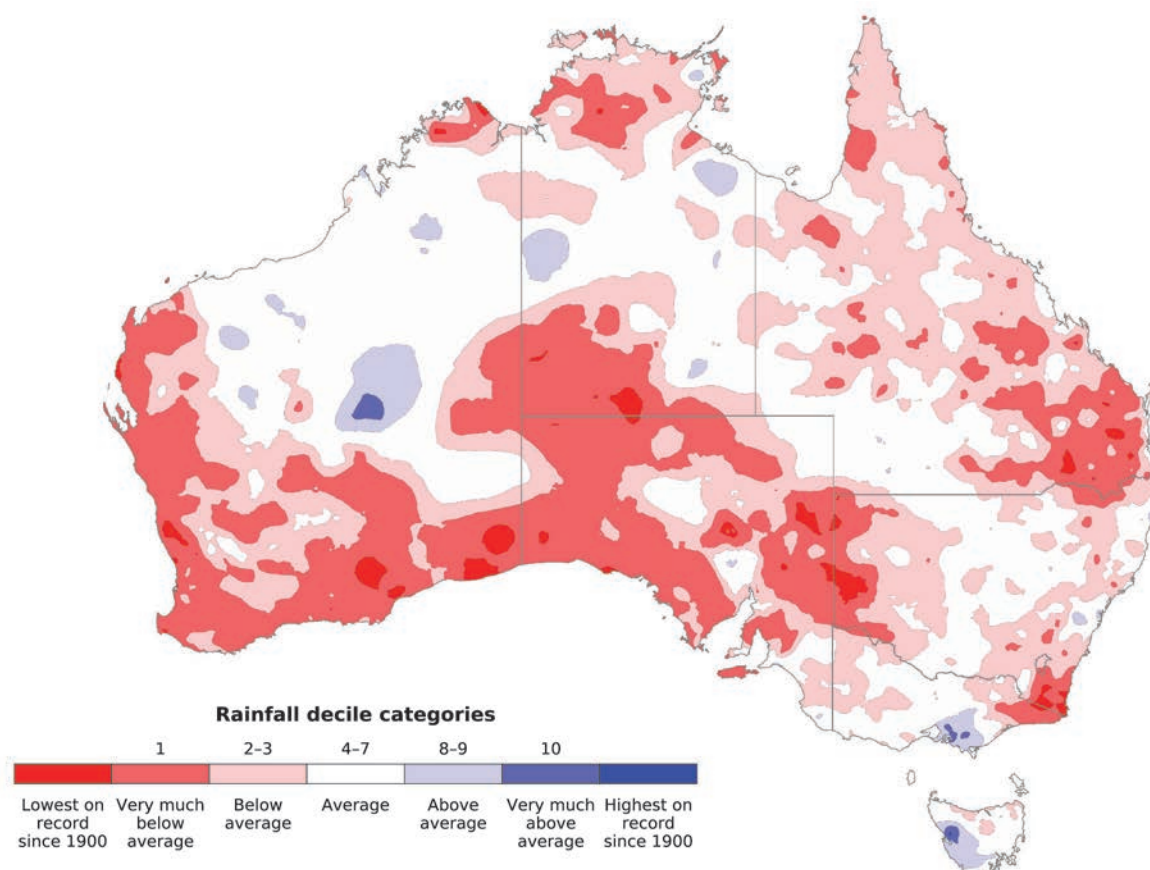 Rainfall decile categories
1 2–3 4–7 8–9 10
Lowest on record since 1900
Very much below average
Below average
Average
Above average
Very much above average
Highest on record since 1900